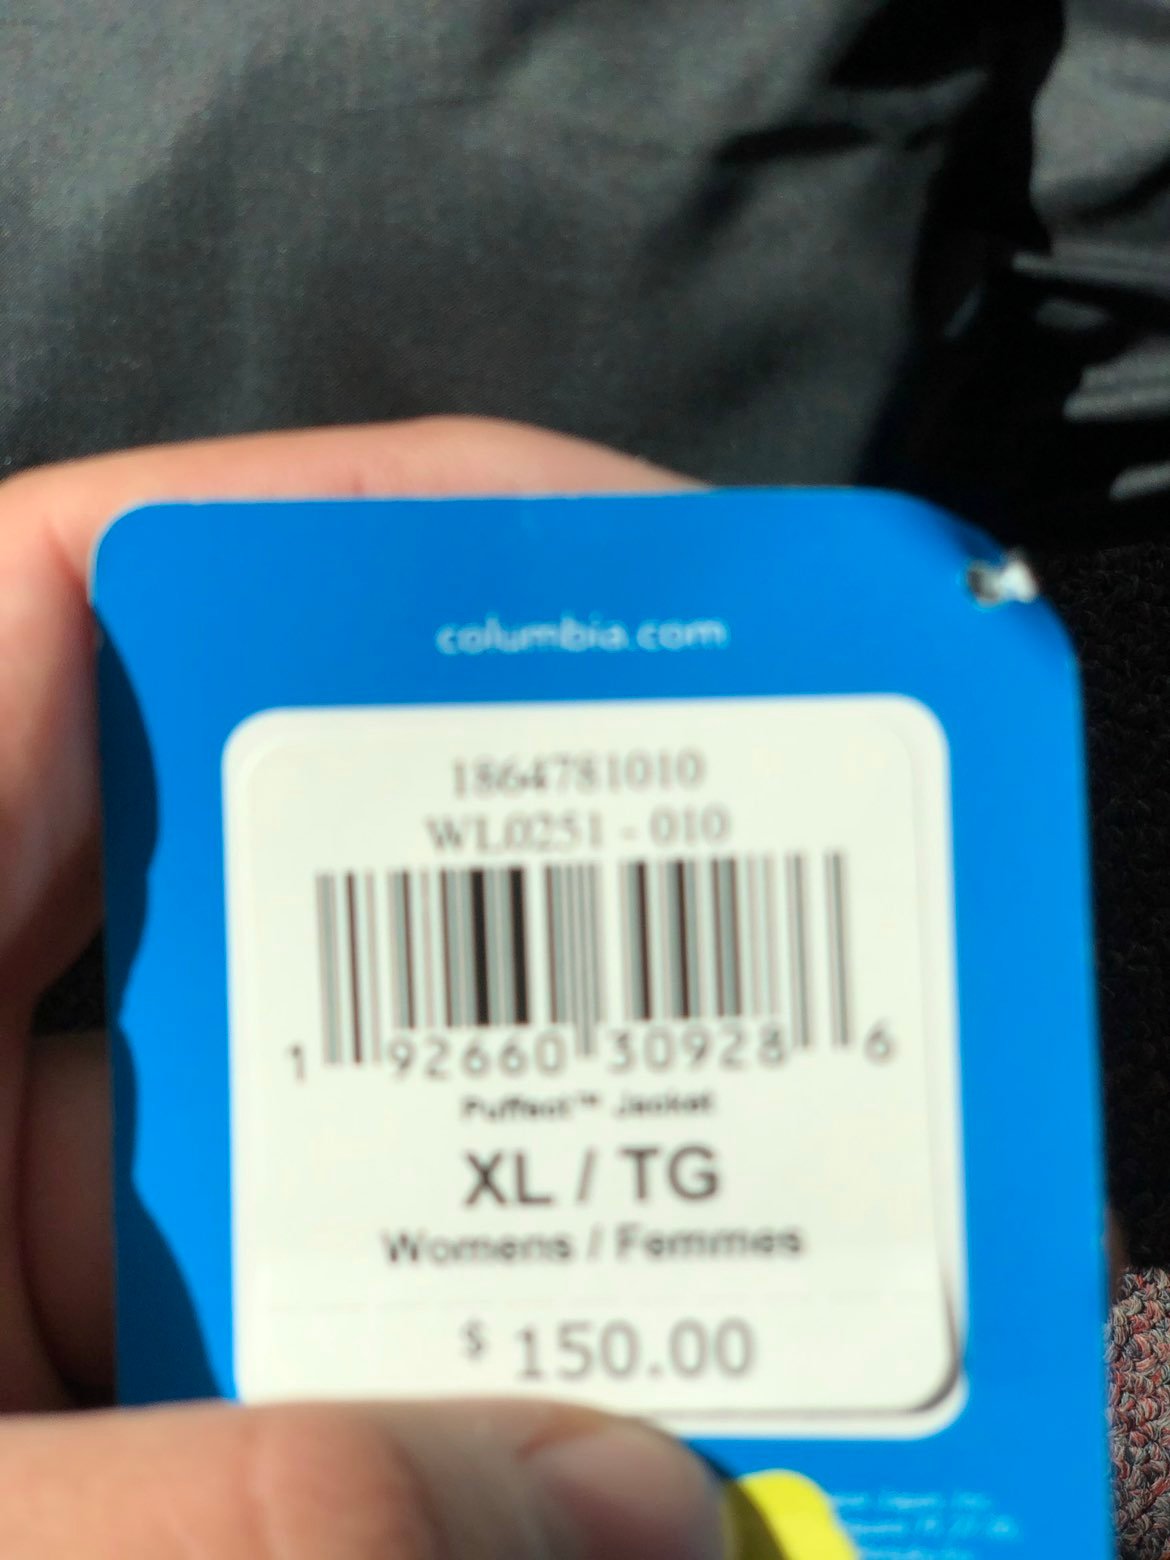 columbia.com
1864781010
WL0251 - 010
1 92660 30928 6
Puffect™ Jacket
XL / TG
Womens / Femmes
$ 150.00